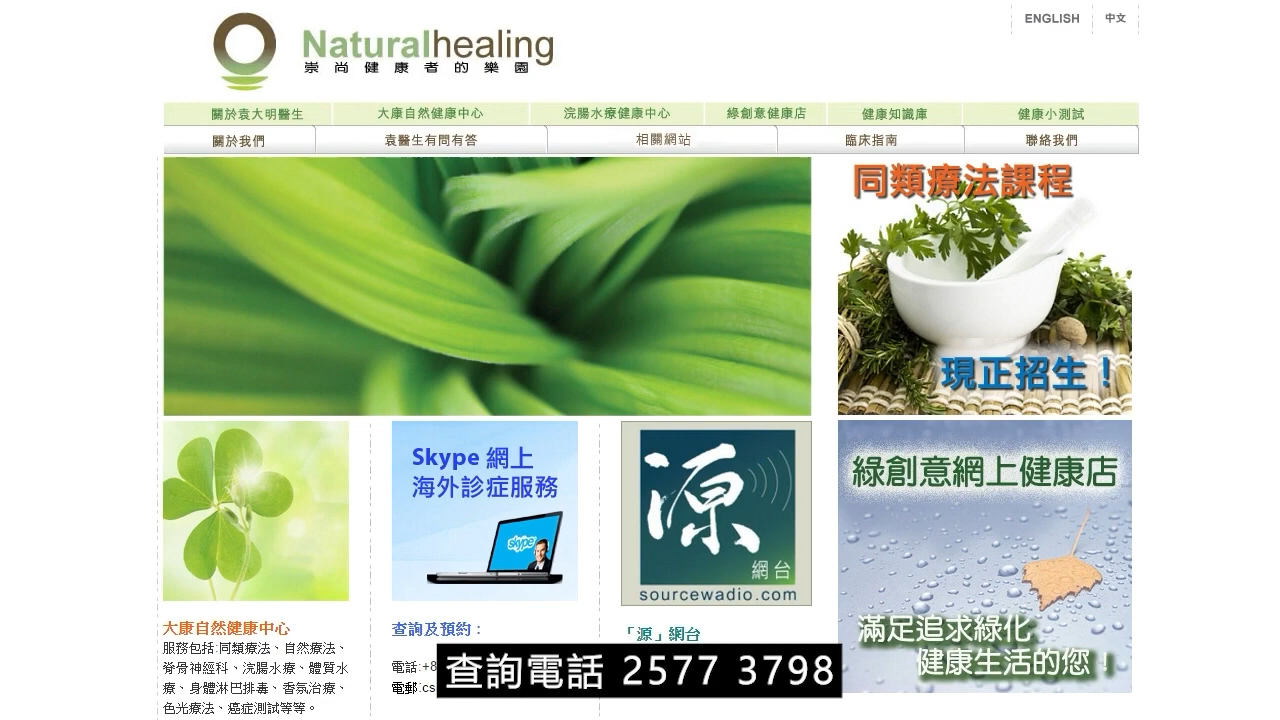 ENGLISH
中文
Naturalhealing
崇尚健康者的樂園
關於袁大明醫生
大康自然健康中心
浣腸水療健康中心
綠創意健康店
健康知識庫
健康小測試
關於我們
袁醫生有問有答
相關網站
臨床指南
聯絡我們
同類療法課程
現正招生！
Skype 網上
海外診症服務
skype
源
網台
sourcewadio.com
綠創意網上健康店
滿足追求綠化
健康生活的您！
大康自然健康中心
服務包括:同類療法、自然療法、
脊骨神經科、浣腸水療、體質水
療、身體淋巴排毒、香氛治療、
色光療法、癌症測試等等。
查詢及預約：
電話:+8
電郵:cs
「源」網台
查詢電話 2577 3798